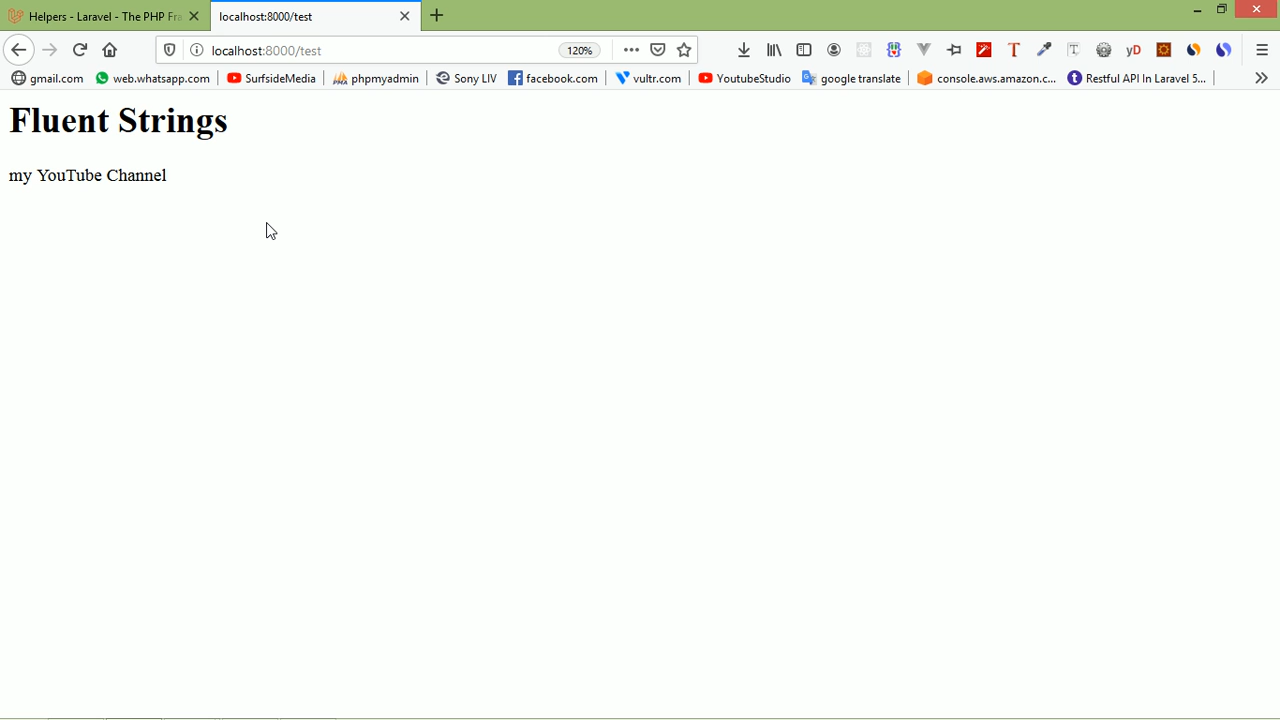 Helpers - Laravel - The PHP Fra
localhost:8000/test
localhost:8000/test
120%
T
T
yD
gmail.com
web.whatsapp.com
SurfsideMedia
phpmyadmin
Sony LIV
facebook.com
vultr.com
YoutubeStudio
google translate
console.aws.amazon.c...
Restful API In Laravel 5...
Fluent Strings
my YouTube Channel